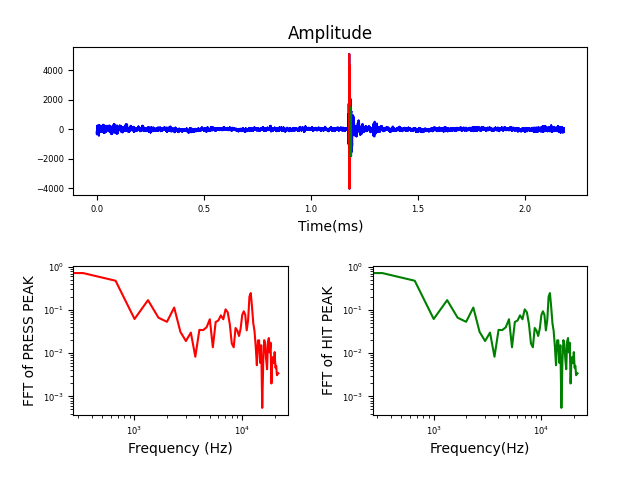 Amplitude
4000
2000
0
−2000
−4000
0.0 0.5 1.0 1.5 2.0
Time(ms)
FFT of PRESS PEAK
10⁰
10⁻¹
10⁻²
10⁻³
10³ 10⁴
Frequency (Hz)
FFT of HIT PEAK
10⁰
10⁻¹
10⁻²
10⁻³
10³ 10⁴
Frequency(Hz)